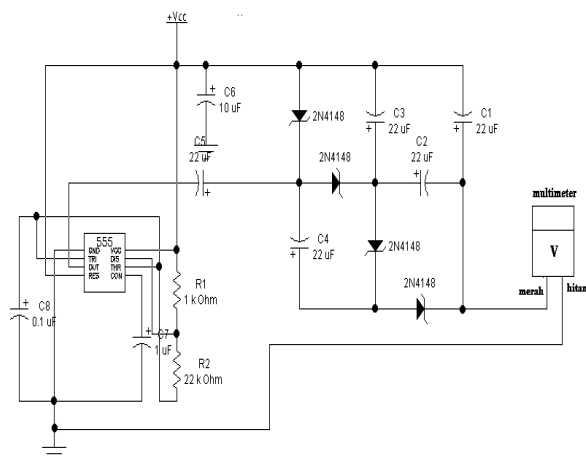 +Vcc
C6
10 uF
2N4148
C3
22 uF
C1
22 uF
C5
22 uF
2N4148
C2
22 uF
multimeter
V
merah
hitam
555
GND
TRI
OUT
RES
VCC
DIS
THR
CON
C4
22 uF
2N4148
2N4148
R1
1 k Ohm
C8
0.1 uF
C7
1 uF
R2
22 k Ohm